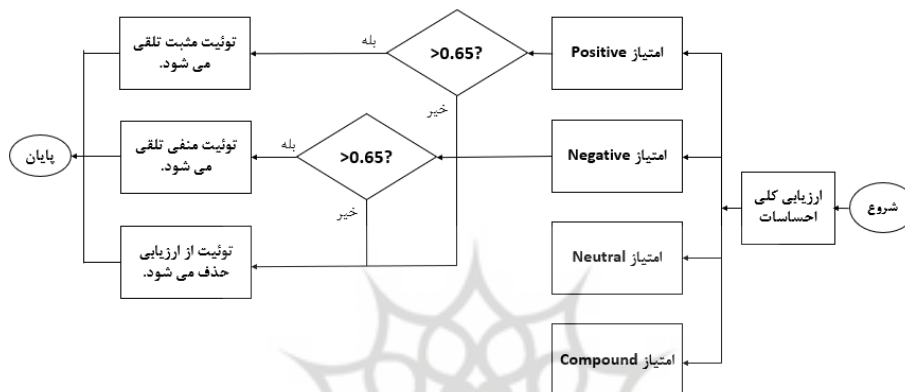 شروع
ارزیابی کلی
احساسات
امتیاز Positive
امتیاز Negative
امتیاز Neutral
امتیاز Compound
>0.65?
بله
خیر
>0.65?
بله
خیر
توئیت مثبت تلقی
می شود.
توئیت منفی تلقی
می شود.
توئیت از ارزیابی
حذف می شود.
پایان